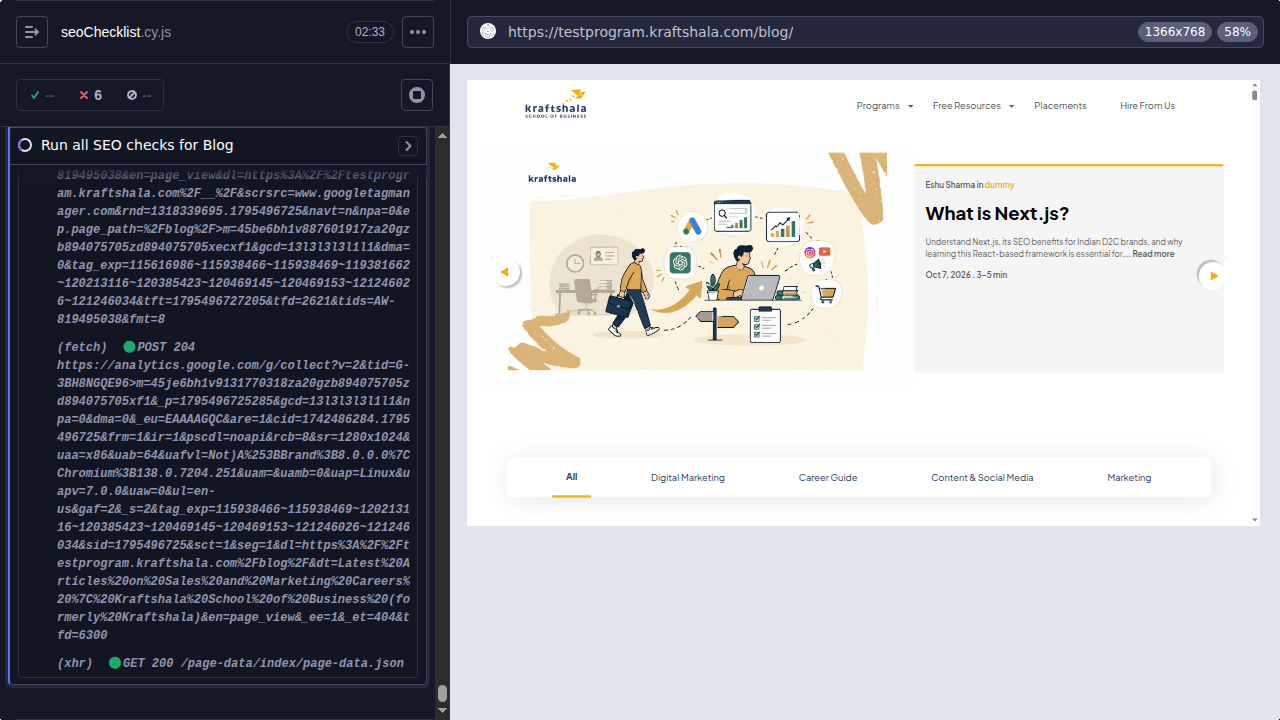 seoChecklist.cy.js
02:33
-- 6 --
Run all SEO checks for Blog
819495038&en=page_view&dl=https%3A%2F%2Ftestprogr
am.kraftshala.com%2F__%2F&scrsrc=www.googletagman
ager.com&rnd=1318339695.1795496725&navt=n&npa=0&e
p.page_path=%2Fblog%2F>m=45be6bh1v887601917za20gz
b894075705zd894075705xecxf1&gcd=13l3l3l3l1l1&dma=
0&tag_exp=115616986~115938466~115938469~119381662
~120213116~120385423~120469145~120469153~12124602
6~121246034&tft=1795496727205&tfd=2621&tids=AW-
819495038&fmt=8
(fetch) POST 204
https://analytics.google.com/g/collect?v=2&tid=G-
3BH8NGQE96>m=45je6bh1v9131770318za20gzb894075705z
d894075705xf1&_p=1795496725285&gcd=13l3l3l3l1l1&n
pa=0&dma=0&_eu=EAAAAGQC&are=1&cid=1742486284.1795
496725&frm=1&ir=1&pscdl=noapi&rcb=8&sr=1280x1024&
uaa=x86&uab=64&uafvl=Not)A%253BBrand%3B8.0.0.0%7C
Chromium%3B138.0.7204.251&uam=&uamb=0&uap=Linux&u
apv=7.0.0&uaw=0&ul=en-
us&gaf=2&_s=2&tag_exp=115938466~115938469~1202131
16~120385423~120469145~120469153~121246026~121246
034&sid=1795496725&sct=1&seg=1&dl=https%3A%2F%2Ft
estprogram.kraftshala.com%2Fblog%2F&dt=Latest%20A
rticles%20on%20Sales%20and%20Marketing%20Careers%
20%7C%20Kraftshala%20School%20of%20Business%20(fo
rmerly%20Kraftshala)&en=page_view&_ee=1&_et=404&t
fd=6300
(xhr) GET 200 /page-data/index/page-data.json
https://testprogram.kraftshala.com/blog/
1366x768
58%
kraftshala
SCHOOL OF BUSINESS
Programs Free Resources Placements Hire From Us
kraftshala
Eshu Sharma in dummy
What is Next.js?
Understand Next.js, its SEO benefits for Indian D2C brands, and why
learning this React-based framework is essential for... Read more
Oct 7, 2026 . 3–5 min
All Digital Marketing Career Guide Content & Social Media Marketing